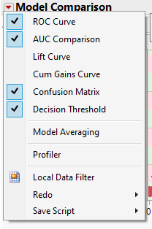 Model Comparison
ROC Curve
AUC Comparison
Lift Curve
Cum Gains Curve
Confusion Matrix
Decision Threshold
Model Averaging
Profiler
Local Data Filter
Redo
Save Script